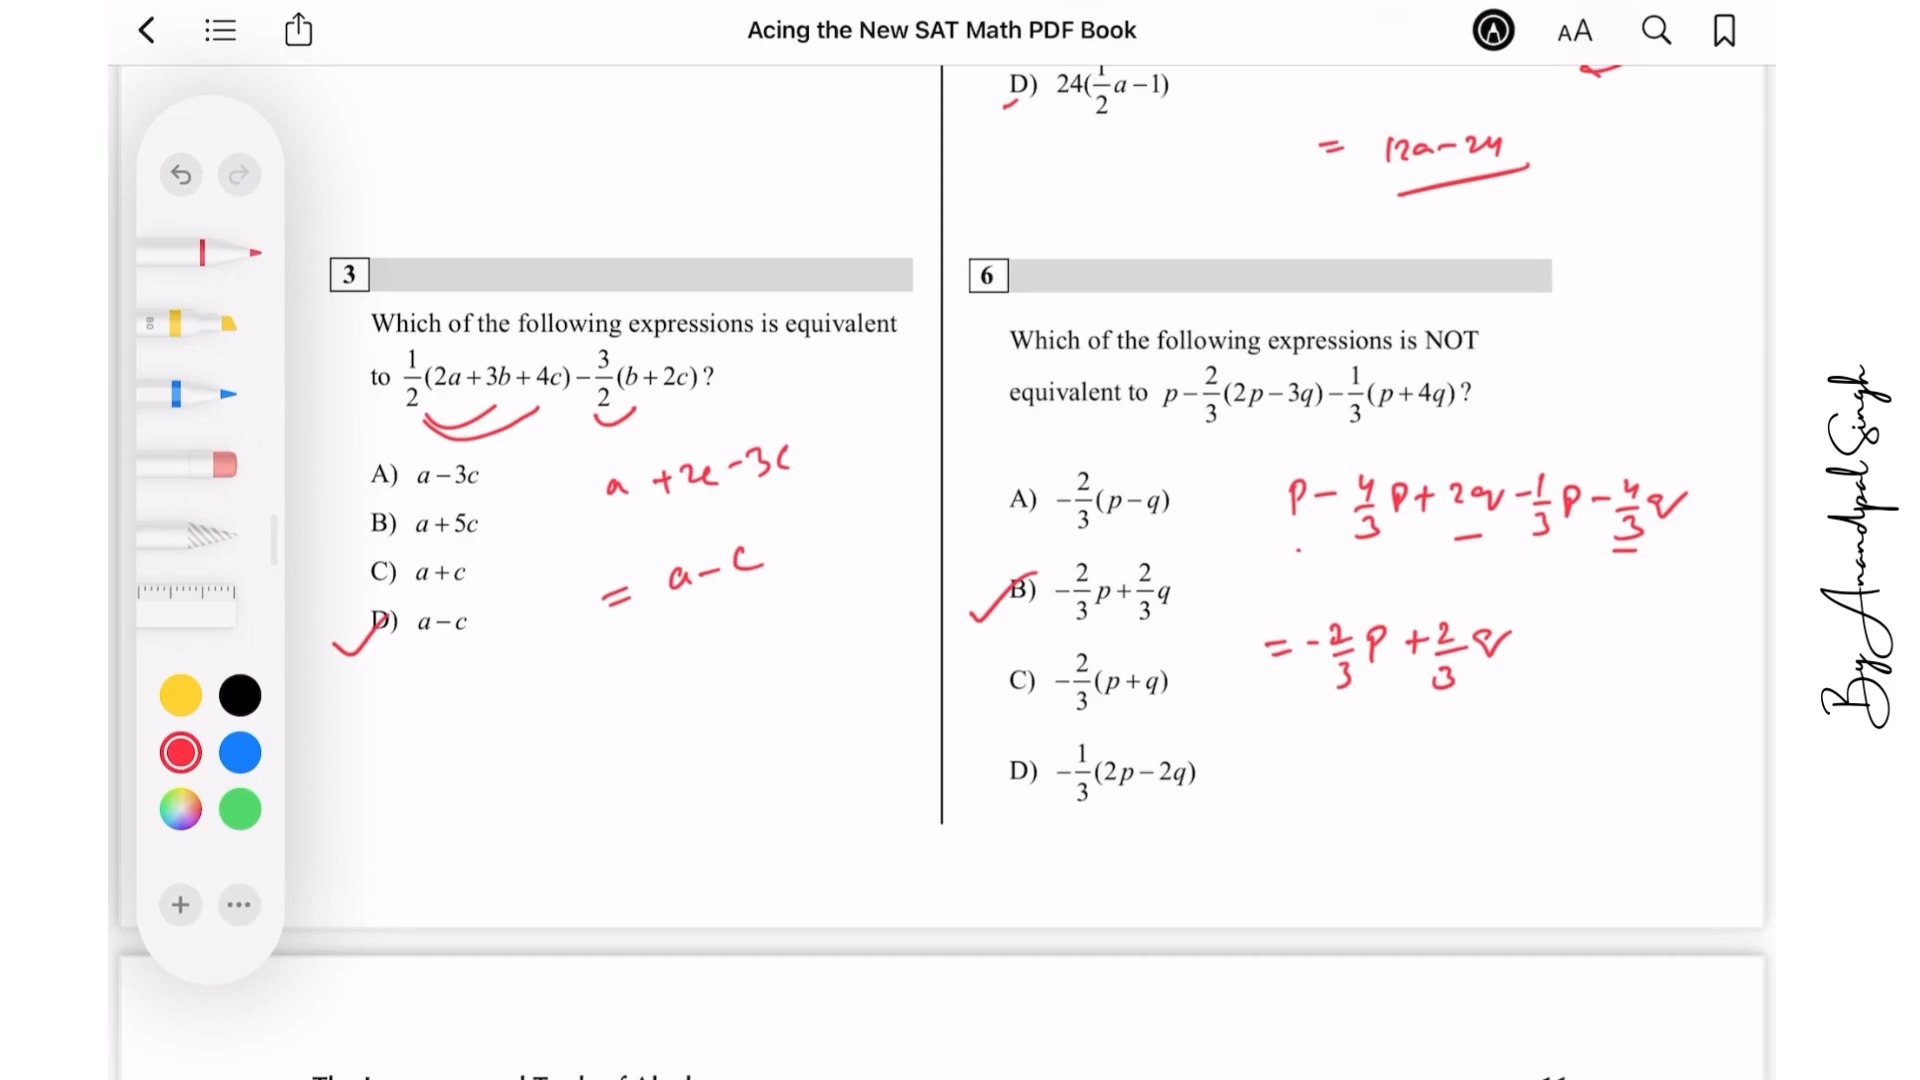 Acing the New SAT Math PDF Book
AA
80
3
Which of the following expressions is equivalent
to 1/2(2a + 3b + 4c) − 3/2(b + 2c)?
A) a − 3c
B) a + 5c
C) a + c
D) a − c
a + 2c − 3c
= a − c
D) 24(1/2 a − 1)
= 12a − 24
6
Which of the following expressions is NOT
equivalent to p − 2/3(2p − 3q) − 1/3(p + 4q)?
A) −2/3(p − q)
B) −2/3 p + 2/3 q
C) −2/3(p + q)
D) −1/3(2p − 2q)
p − 4/3 p + 2q − 1/3 p − 4/3 q
= −2/3 p + 2/3 q
By Anandpal Singh